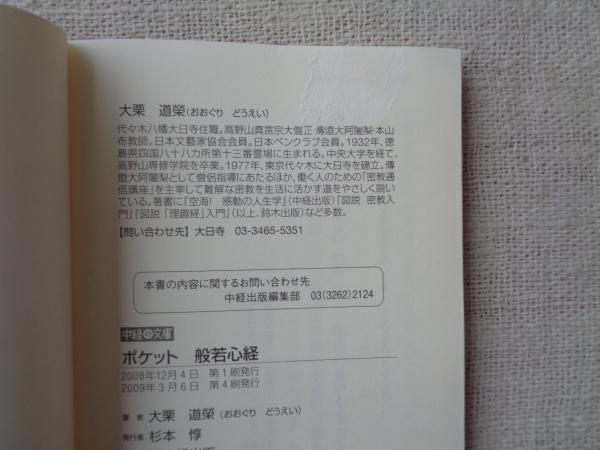 大栗　道榮(おおぐり　どうえい)
代々木八幡大日寺住職。高野山真言宗大僧正・傳燈大阿闍梨・本山
布教師。日本文藝家協会会員。日本ペンクラブ会員。1932年、徳
島県四国八十八カ所第十三番霊場に生まれる。中央大学を経て、
高野山専修学院を卒業。1977年、東京代々木に大日寺を建立。傳
燈大阿闍梨として僧侶指導にあたるほか、働く人のための「密教通
信講座」を主宰して難解な密教を生活に活かす道をやさしく説い
ている。著書に『空海!　感動の人生学』(中経出版)『図説　密教入
門』『図説「理趣経」入門』(以上、鈴木出版)など多数。
【問い合わせ先】大日寺　03-3465-5351
本書の内容に関するお問い合わせ先
中経出版編集部　03(3262)2124
中経の文庫
ポケット　般若心経
2008年12月4日　第1刷発行
2009年3月6日　第4刷発行
著者　大栗　道榮(おおぐり　どうえい)
発行者　杉本　惇